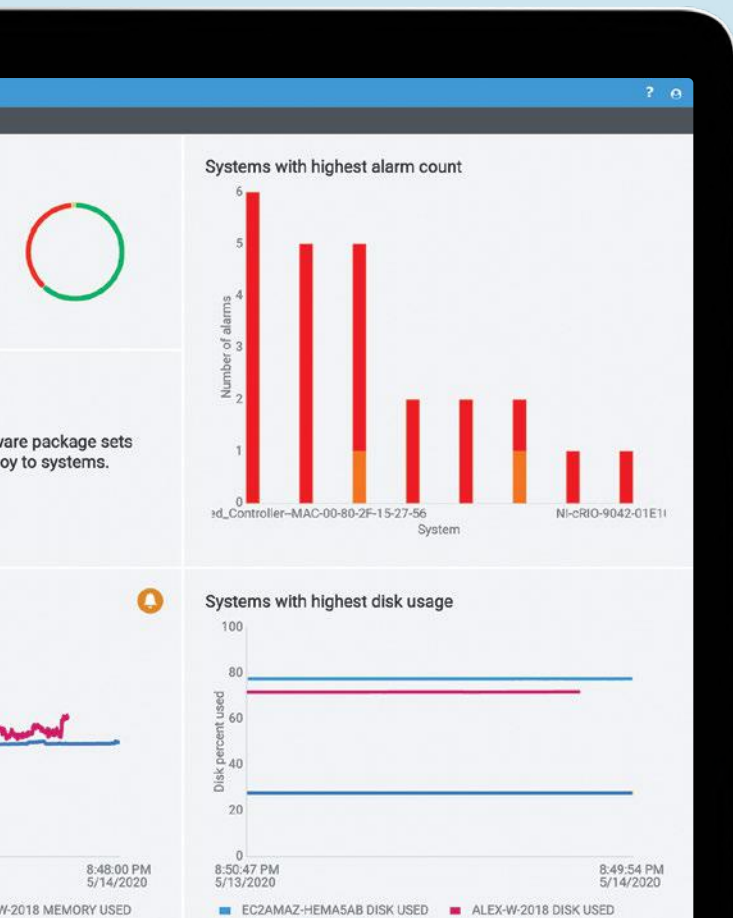 ?
Systems with highest alarm count
6
5
4
3
2
1
0
Number of alarms
ed_Controller--MAC-00-80-2F-15-27-56
NI-cRIO-9042-01E1
System
ware package sets
oy to systems.
Systems with highest disk usage
100
80
60
40
20
0
Disk percent used
8:48:00 PM
5/14/2020
8:50:47 PM
5/13/2020
8:49:54 PM
5/14/2020
W-2018 MEMORY USED
EC2AMAZ-HEMA5AB DISK USED
ALEX-W-2018 DISK USED